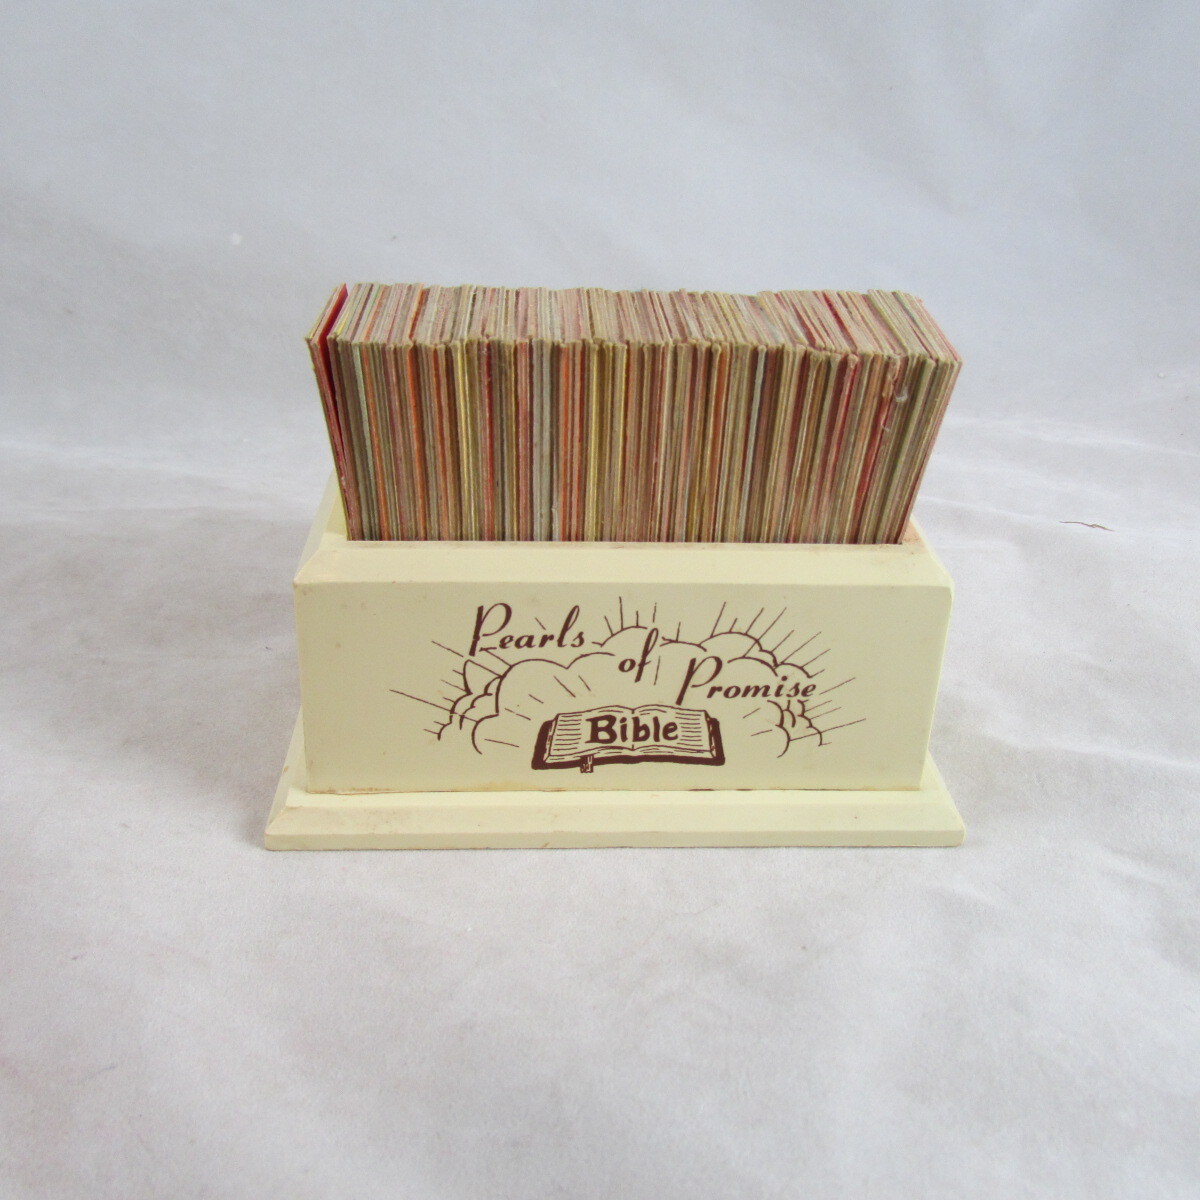 Pearls
of
Promise
Bible